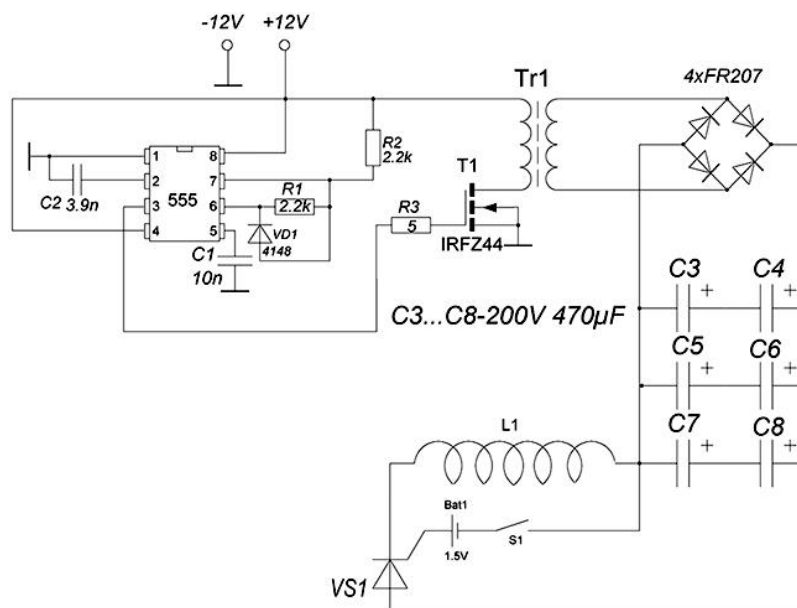 -12V +12V
Tr1
4xFR207
R2
2.2k
T1
1 8
2 7
3 6
4 5
555
C2
3.9n
R1
2.2k
VD1
4148
R3
5
IRFZ44
C1
10n
C3...C8-200V 470µF
C3 + C4 +
C5 + C6 +
C7 + C8 +
L1
Bat1
1.5V
S1
VS1